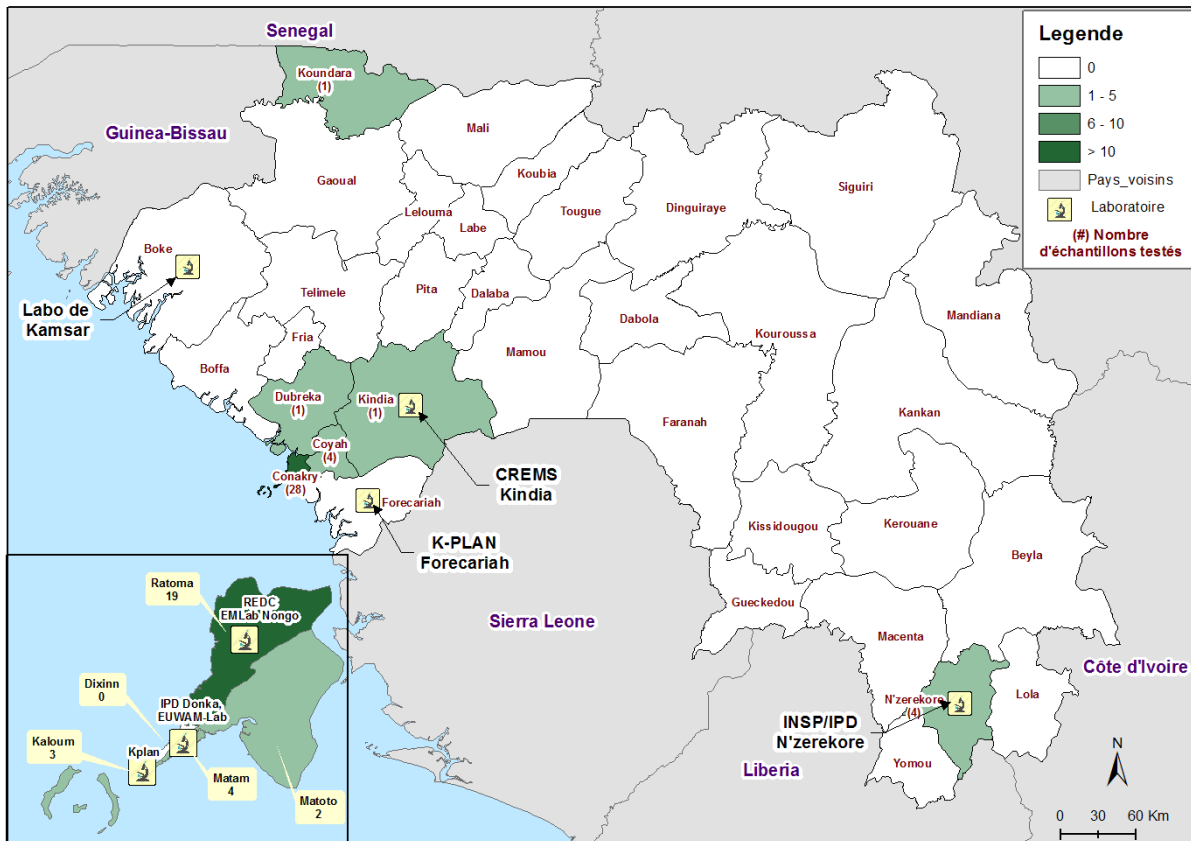 Senegal
Koundara
(1)
Guinea-Bissau
Mali
Koubia
Gaoual
Lelouma
Labe
Tougue
Dinguiraye
Siguiri
Boke
Labo de
Kamsar
Telimele
Pita
Dalaba
Fria
Boffa
Mamou
Dabola
Kouroussa
Mandiana
Dubreka
(1)
Kindia
(1)
Coyah
(4)
Conakry
(28)
Forecariah
CREMS
Kindia
K-PLAN
Forecariah
Faranah
Kankan
Kissidougou
Kerouane
Beyla
Gueckedou
Macenta
Sierra Leone
N'zerekore
(4)
Lola
Yomou
INSP/IPD
N'zerekore
Liberia
Côte d'Ivoire
Legende
0
1 - 5
6 - 10
> 10
Pays_voisins
Laboratoire
(#) Nombre
d'échantillons testés
Ratoma
19
REDC
EMLab Nongo
Dixinn
0
IPD Donka,
EUWAM-Lab
Kaloum
3
Kplan
Matam
4
Matoto
2
N
0 30 60 Km